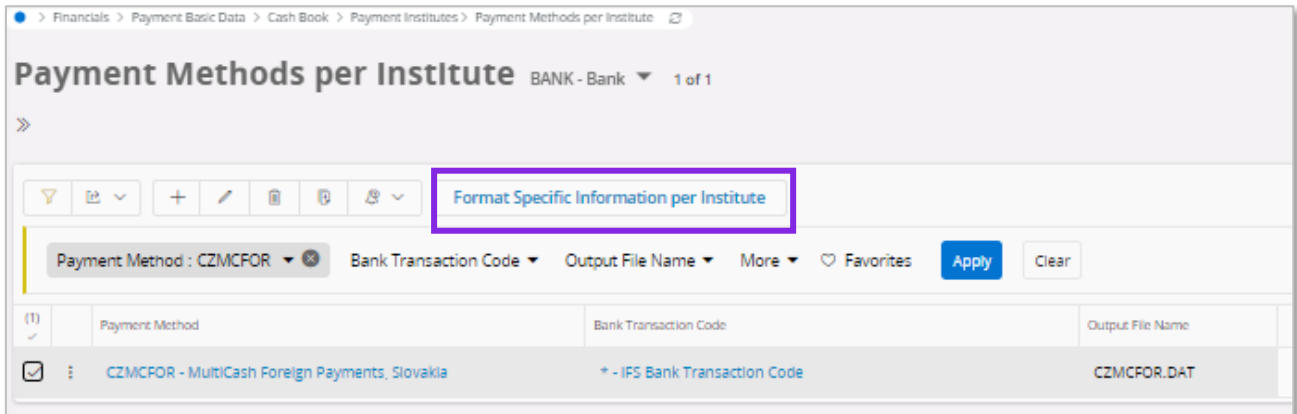 > Financials > Payment Basic Data > Cash Book > Payment Institutes > Payment Methods per Institute
Payment Methods per Institute BANK - Bank 1 of 1
Format Specific Information per Institute
Payment Method : CZMCFOR Bank Transaction Code Output File Name More Favorites Apply Clear
(1) Payment Method Bank Transaction Code Output File Name
CZMCFOR - MultiCash Foreign Payments, Slovakia * - IFS Bank Transaction Code CZMCFOR.DAT